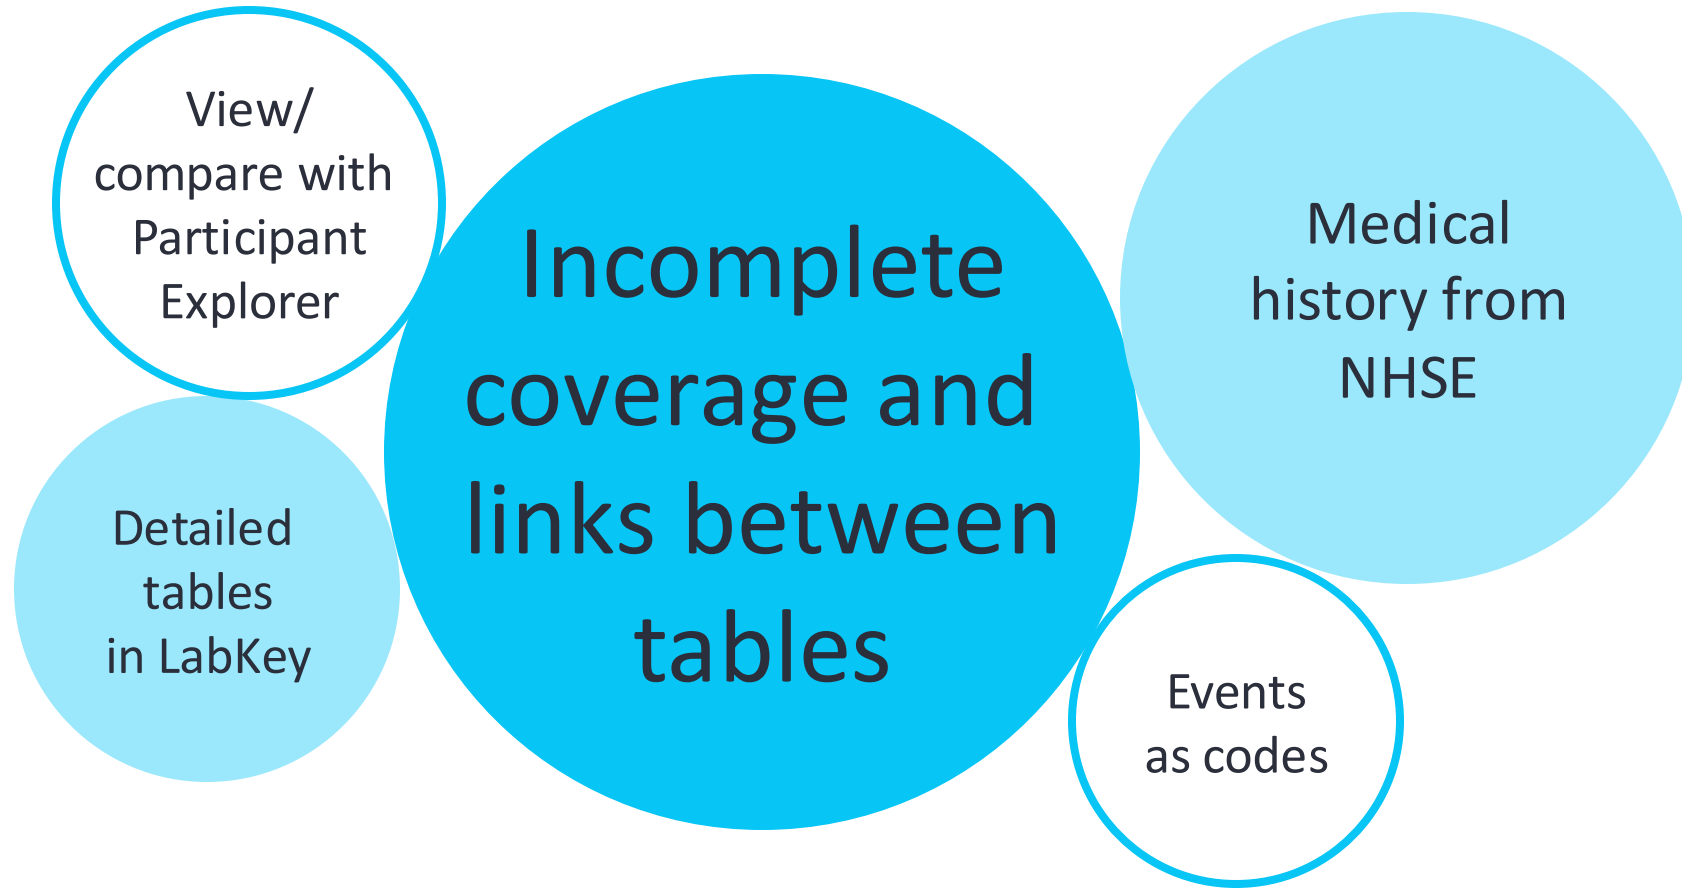 View/
compare with
Participant
Explorer
Detailed
tables
in LabKey
Incomplete
coverage and
links between
tables
Medical
history from
NHSE
Events
as codes